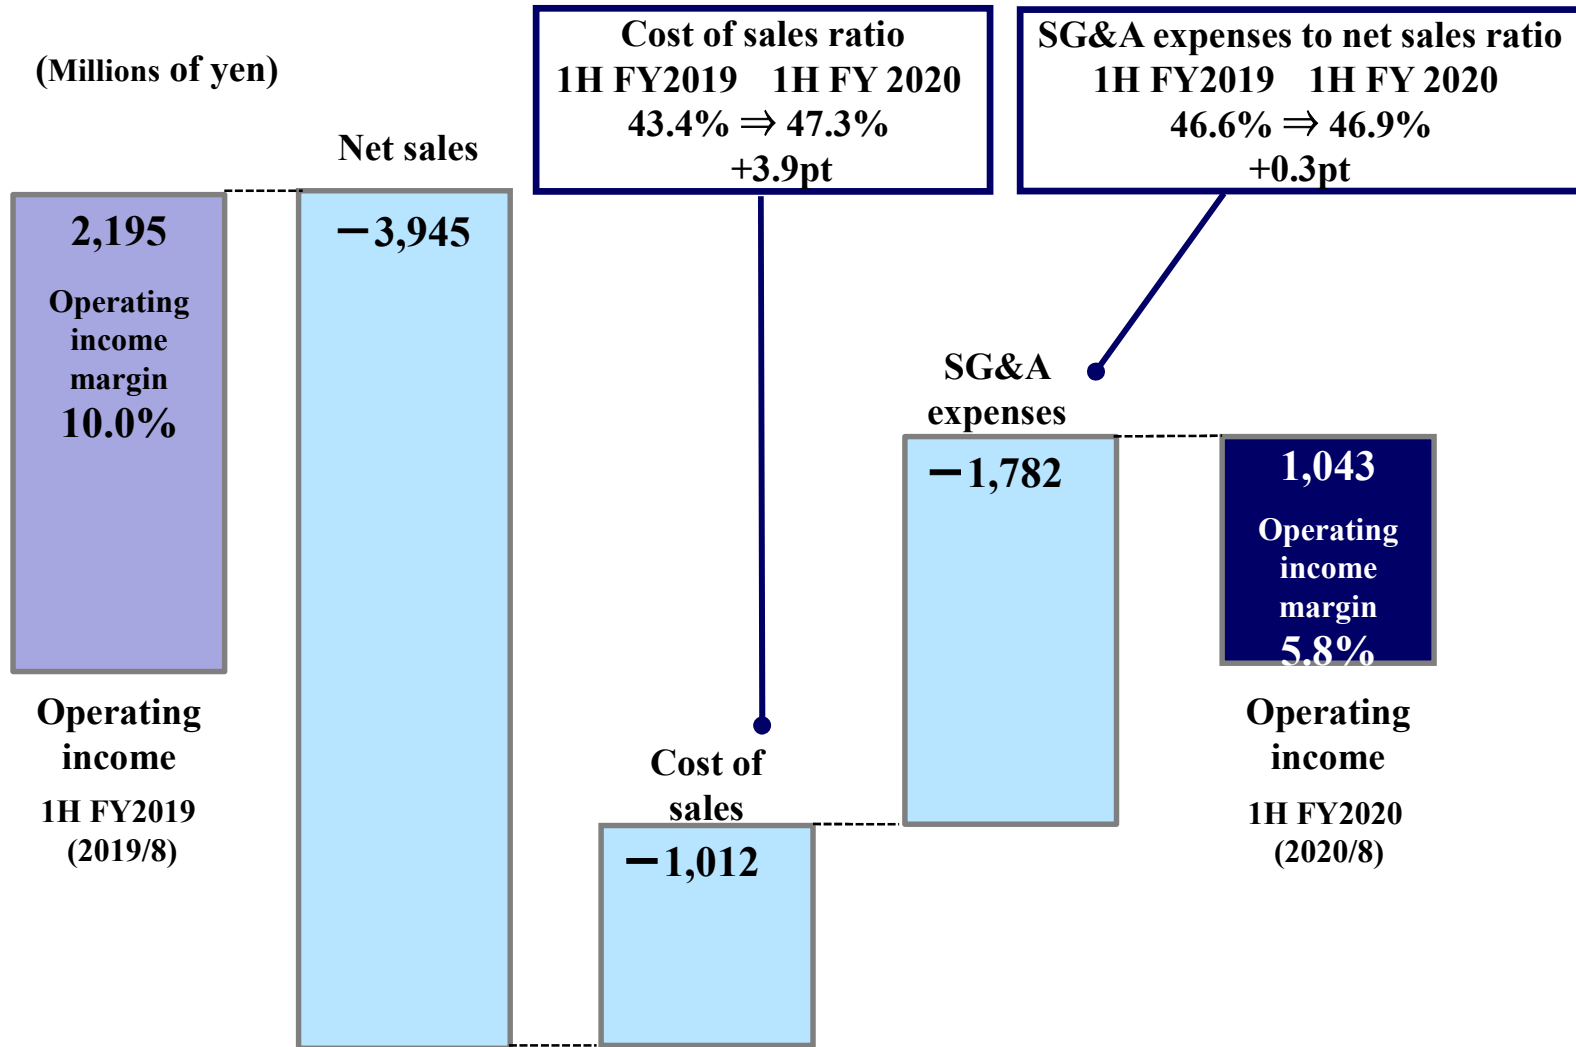 (Millions of yen)
Cost of sales ratio
1H FY2019 1H FY 2020
43.4% ⇒ 47.3%
+3.9pt
SG&A expenses to net sales ratio
1H FY2019 1H FY 2020
46.6% ⇒ 46.9%
+0.3pt
2,195
Operating
income
margin
10.0%
Operating
income
1H FY2019
(2019/8)
Net sales
−3,945
Cost of
sales
−1,012
SG&A
expenses
−1,782
1,043
Operating
income
margin
5.8%
Operating
income
1H FY2020
(2020/8)